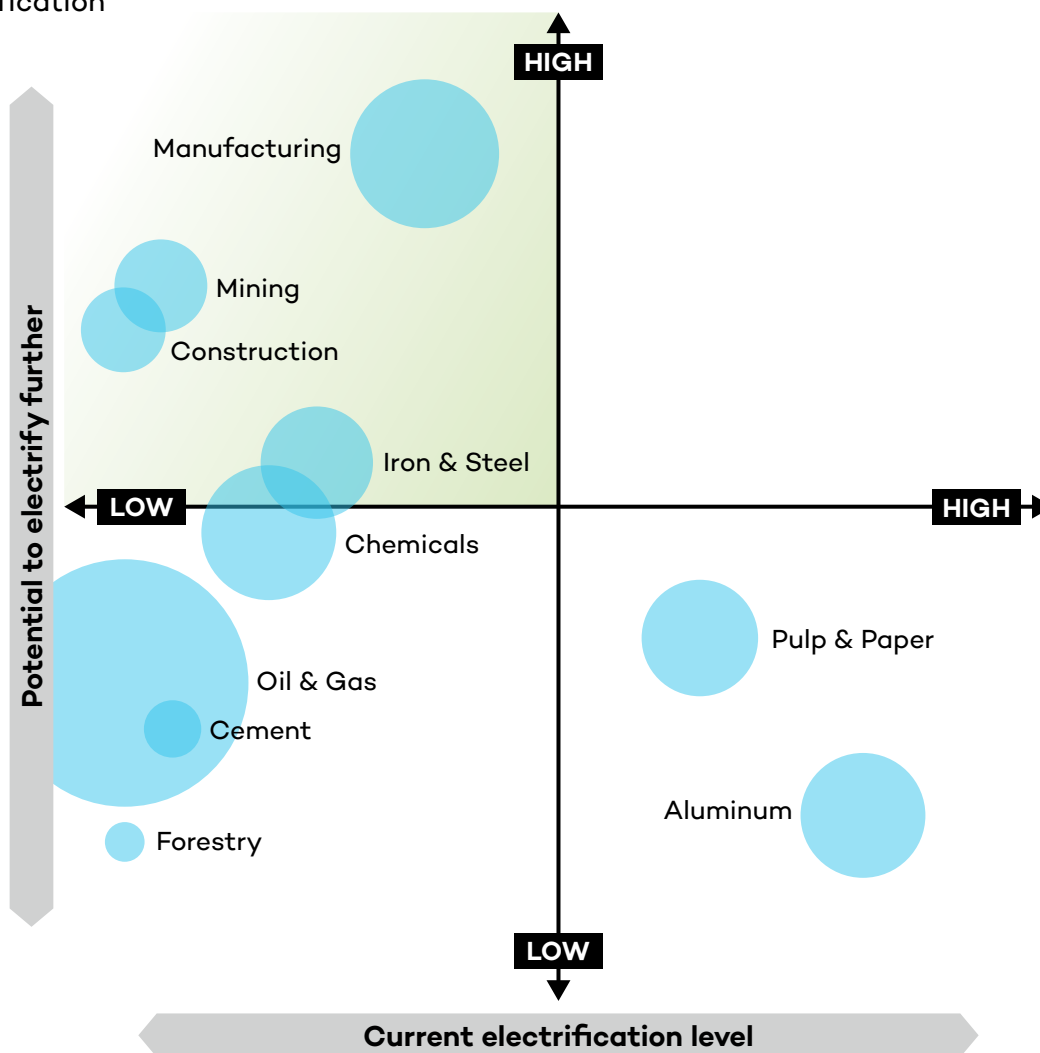 HIGH
Manufacturing
Mining
Construction
Iron & Steel
LOW
HIGH
Chemicals
Potential to electrify further
Pulp & Paper
Oil & Gas
Cement
Aluminum
Forestry
LOW
Current electrification level